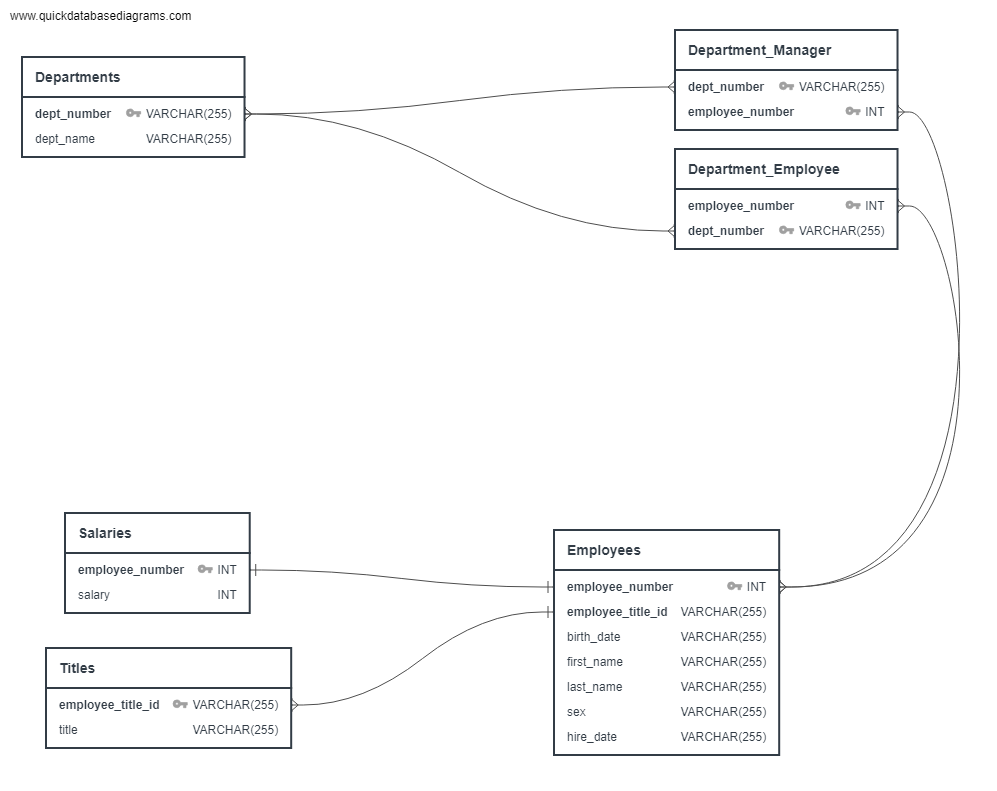 www.quickdatabasediagrams.com
Departments
dept_number VARCHAR(255)
dept_name VARCHAR(255)
Department_Manager
dept_number VARCHAR(255)
employee_number INT
Department_Employee
employee_number INT
dept_number VARCHAR(255)
Salaries
employee_number INT
salary INT
Titles
employee_title_id VARCHAR(255)
title VARCHAR(255)
Employees
employee_number INT
employee_title_id VARCHAR(255)
birth_date VARCHAR(255)
first_name VARCHAR(255)
last_name VARCHAR(255)
sex VARCHAR(255)
hire_date VARCHAR(255)